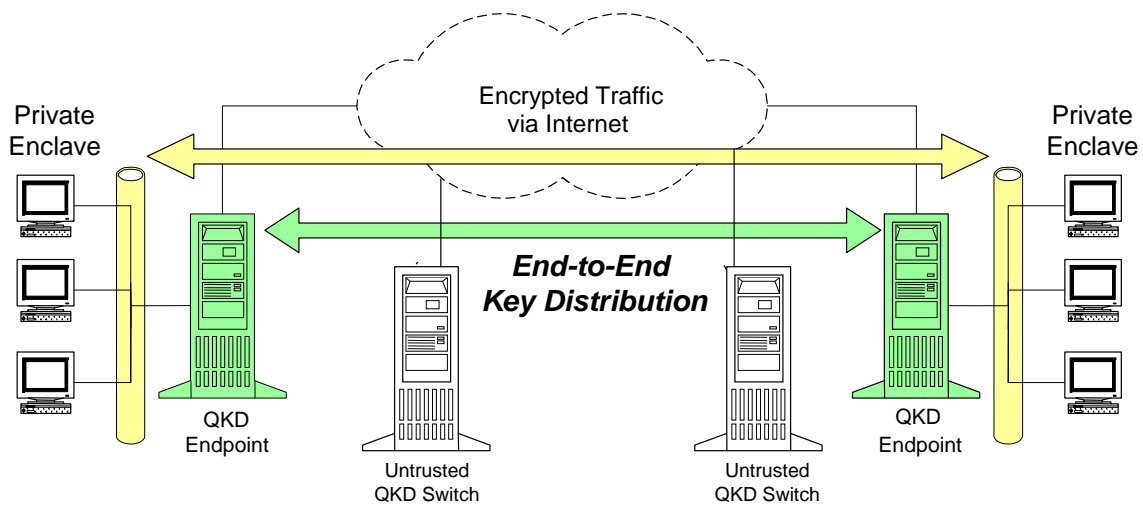 Encrypted Traffic
via Internet
Private
Enclave
Private
Enclave
End-to-End
Key Distribution
QKD
Endpoint
QKD
Endpoint
Untrusted
QKD Switch
Untrusted
QKD Switch